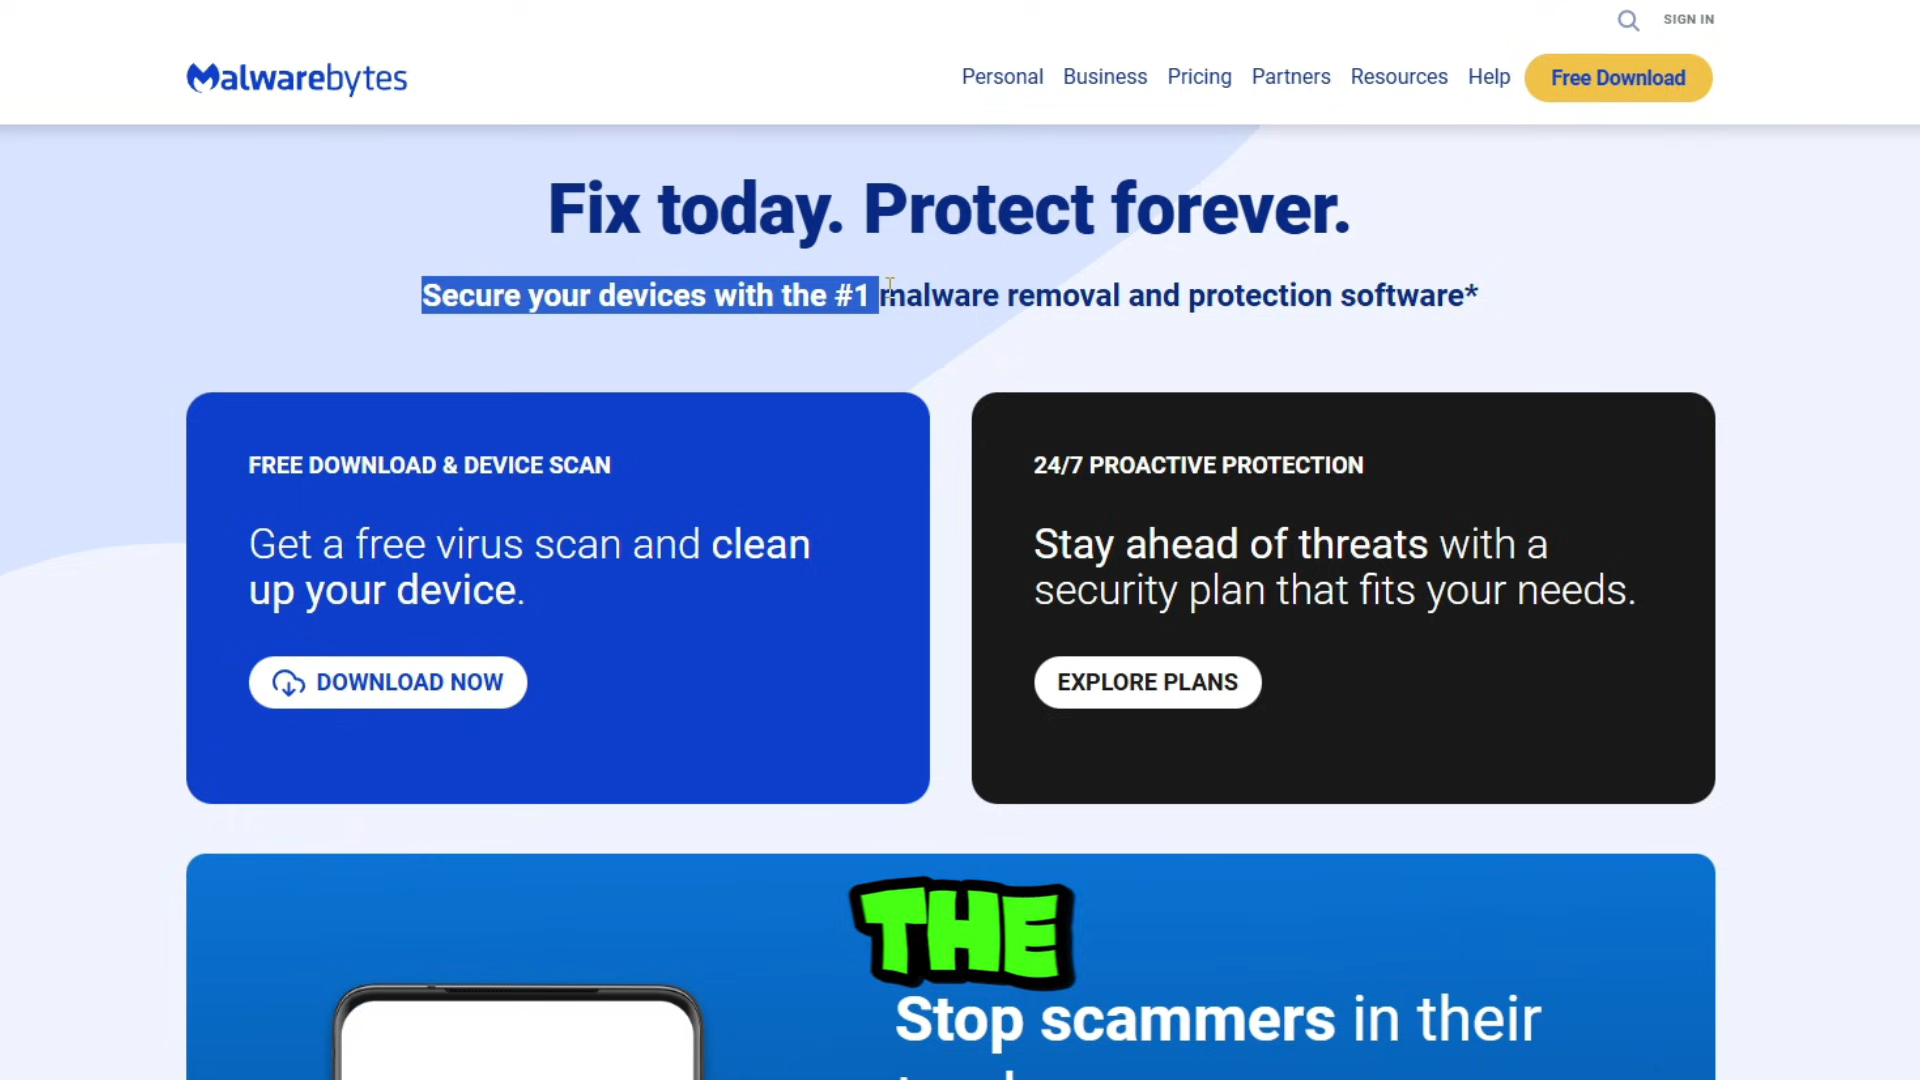 SIGN IN
Malwarebytes
Personal Business Pricing Partners Resources Help Free Download
Fix today. Protect forever.
Secure your devices with the #1 malware removal and protection software*
FREE DOWNLOAD & DEVICE SCAN
Get a free virus scan and clean
up your device.
DOWNLOAD NOW
24/7 PROACTIVE PROTECTION
Stay ahead of threats with a
security plan that fits your needs.
EXPLORE PLANS
THE
Stop scammers in their